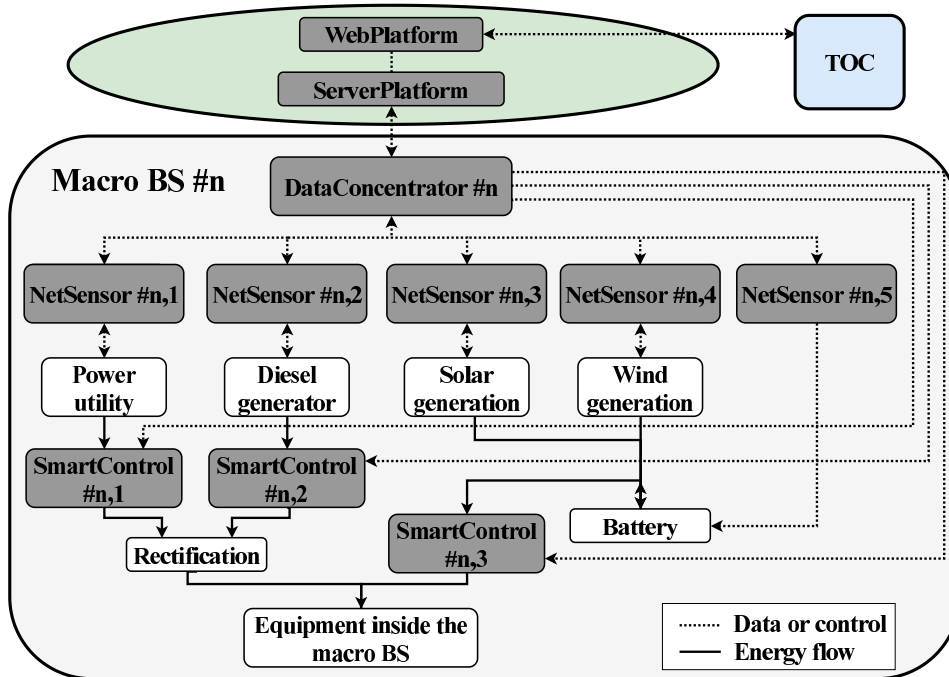 WebPlatform
TOC
ServerPlatform
Macro BS #n
DataConcentrator #n
NetSensor #n,1
NetSensor #n,2
NetSensor #n,3
NetSensor #n,4
NetSensor #n,5
Power
utility
Diesel
generator
Solar
generation
Wind
generation
SmartControl
#n,1
SmartControl
#n,2
SmartControl
#n,3
Battery
Rectification
Equipment inside the
macro BS
Data or control
Energy flow